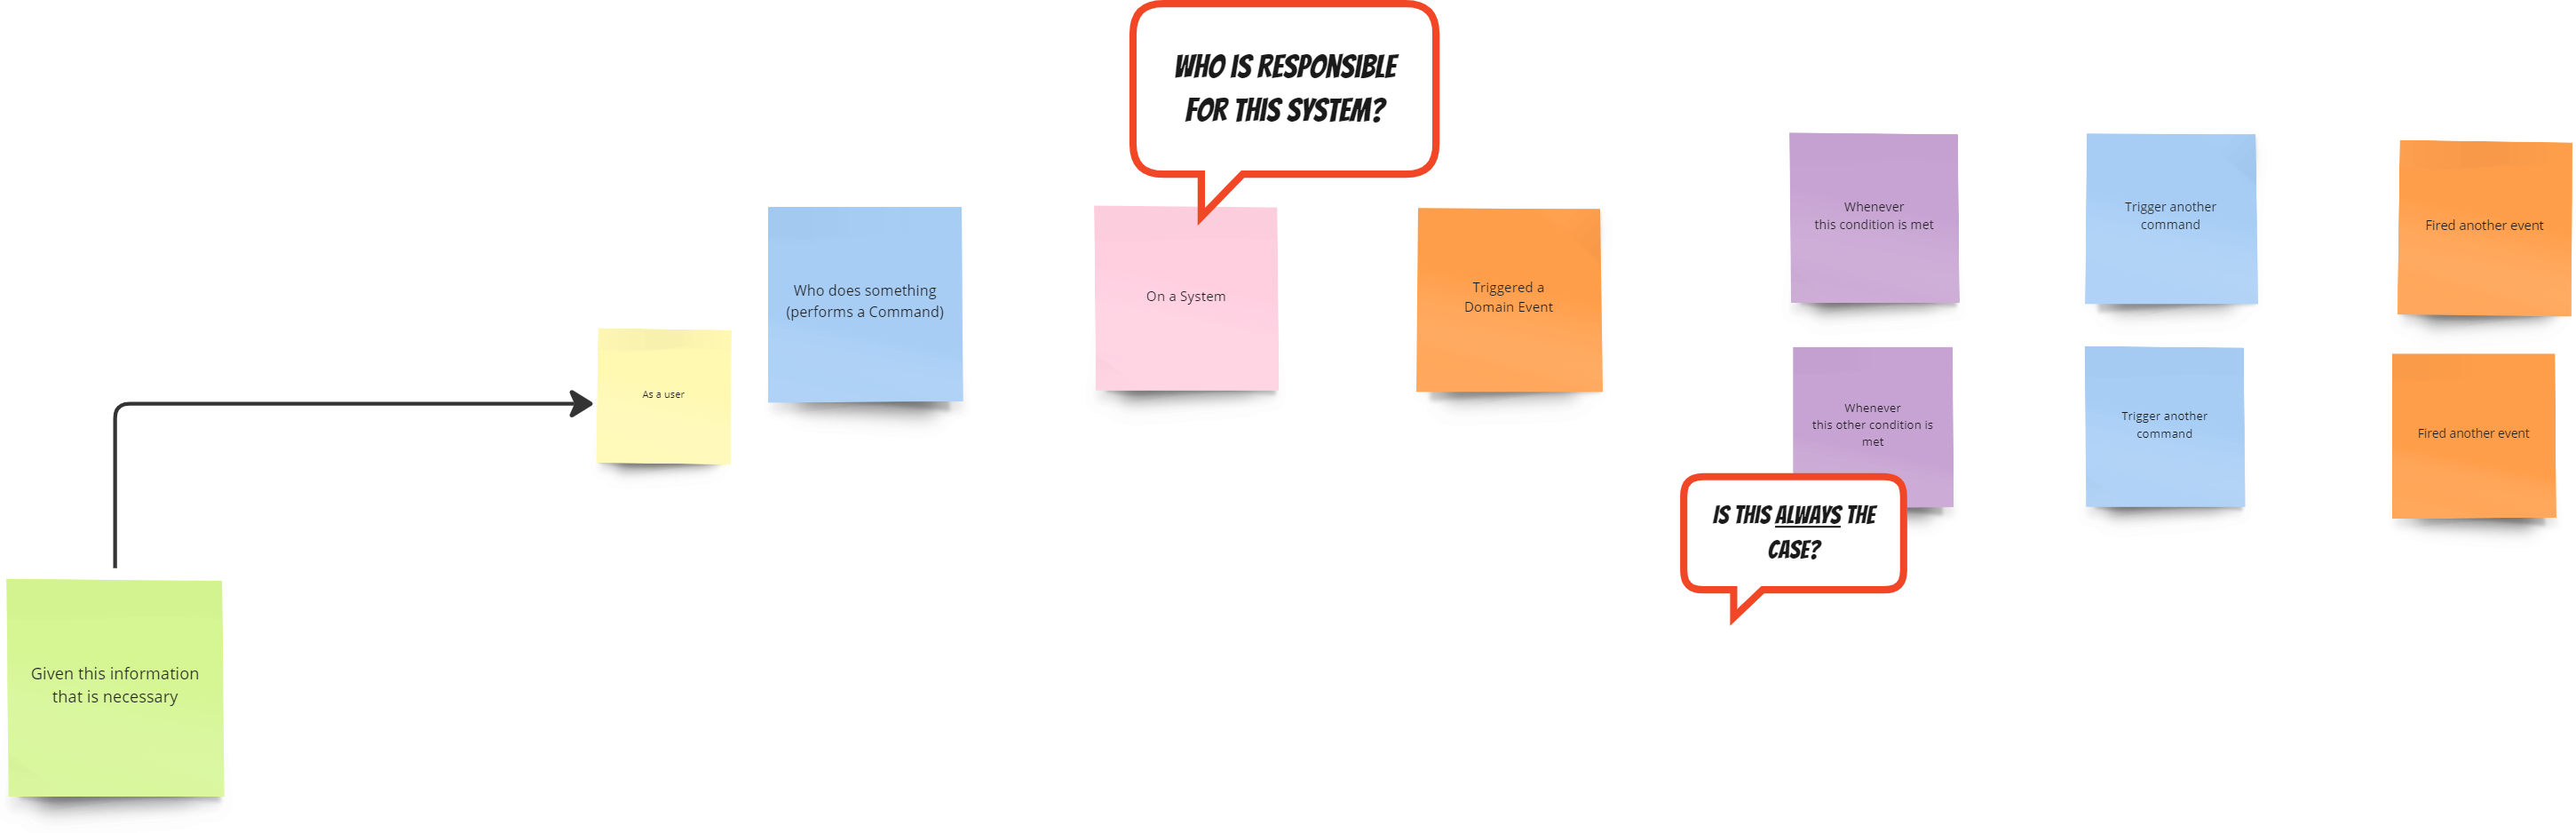 WHO IS RESPONSIBLE
FOR THIS SYSTEM?
Given this information
that is necessary
As a user
Who does something
(performs a Command)
On a System
Triggered a
Domain Event
Whenever
this condition is met
Trigger another
command
Fired another event
Whenever
this other condition is
met
Trigger another
command
Fired another event
IS THIS ALWAYS THE
CASE?